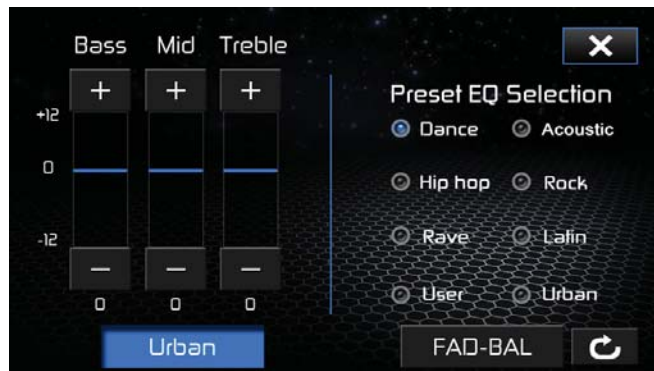 Bass Mid Treble
+ + +
+12
0
-12
− − −
0 0 0
Urban
Preset EQ Selection
Dance Acoustic
Hip hop Rock
Rave Latin
User Urban
FAD-BAL